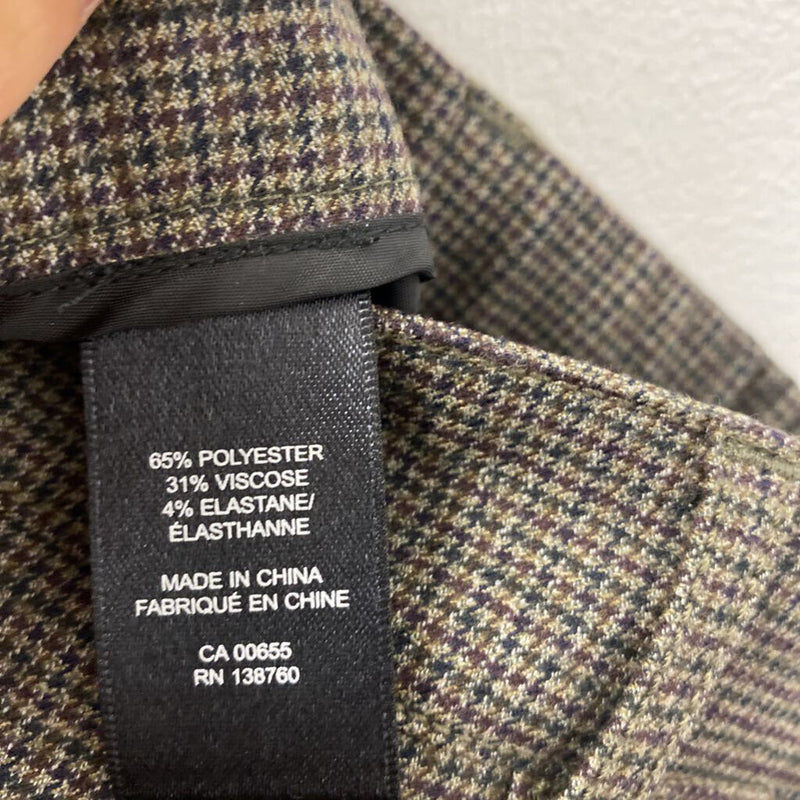 65% POLYESTER
31% VISCOSE
4% ELASTANE/
ÉLASTHANNE
MADE IN CHINA
FABRIQUÉ EN CHINE
CA 00655
RN 138760